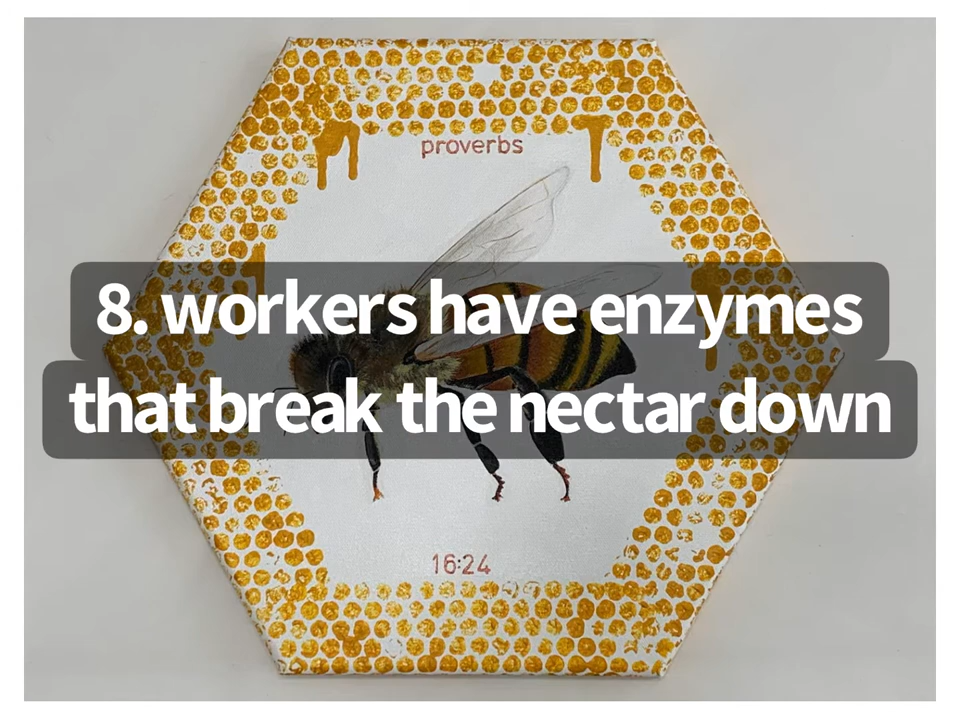 proverbs
8. workers have enzymes
that break the nectar down
16:24